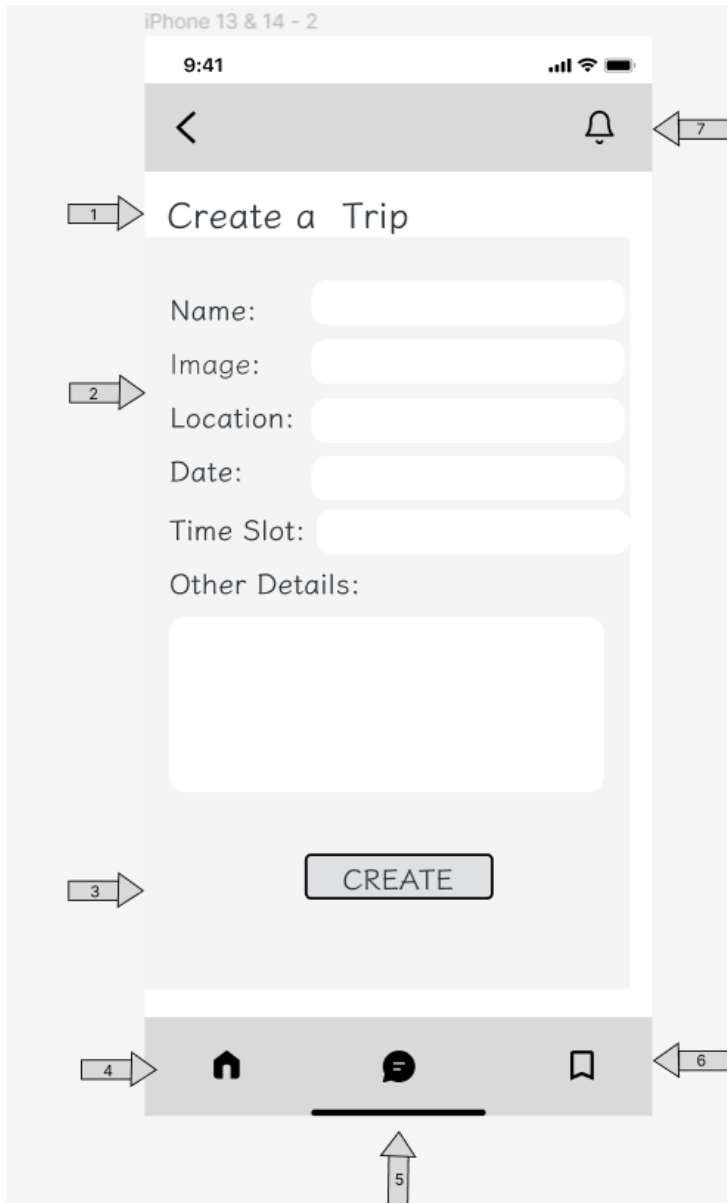 iPhone 13 & 14 - 2
9:41
7
1
Create a Trip
Name:
Image:
2
Location:
Date:
Time Slot:
Other Details:
3
CREATE
4
6
5